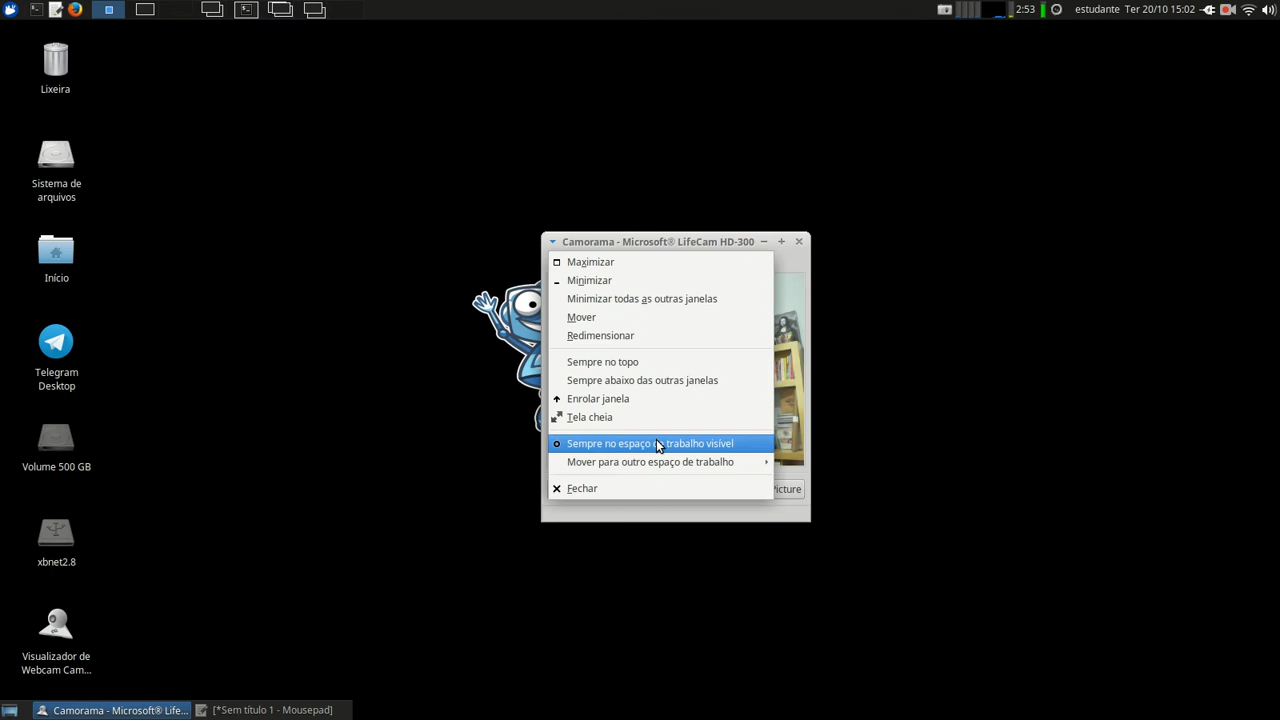 2:53 estudante Ter 20/10 15:02
Lixeira
Sistema de
arquivos
Início
Telegram
Desktop
Volume 500 GB
xbnet2.8
Visualizador de
Webcam Cam...
Camorama - Microsoft® LifeCam HD-300
Maximizar
Minimizar
Minimizar todas as outras janelas
Mover
Redimensionar
Sempre no topo
Sempre abaixo das outras janelas
Enrolar janela
Tela cheia
Sempre no espaço de trabalho visível
Mover para outro espaço de trabalho
Fechar
Picture
Camorama - Microsoft® Life... [*Sem título 1 - Mousepad]